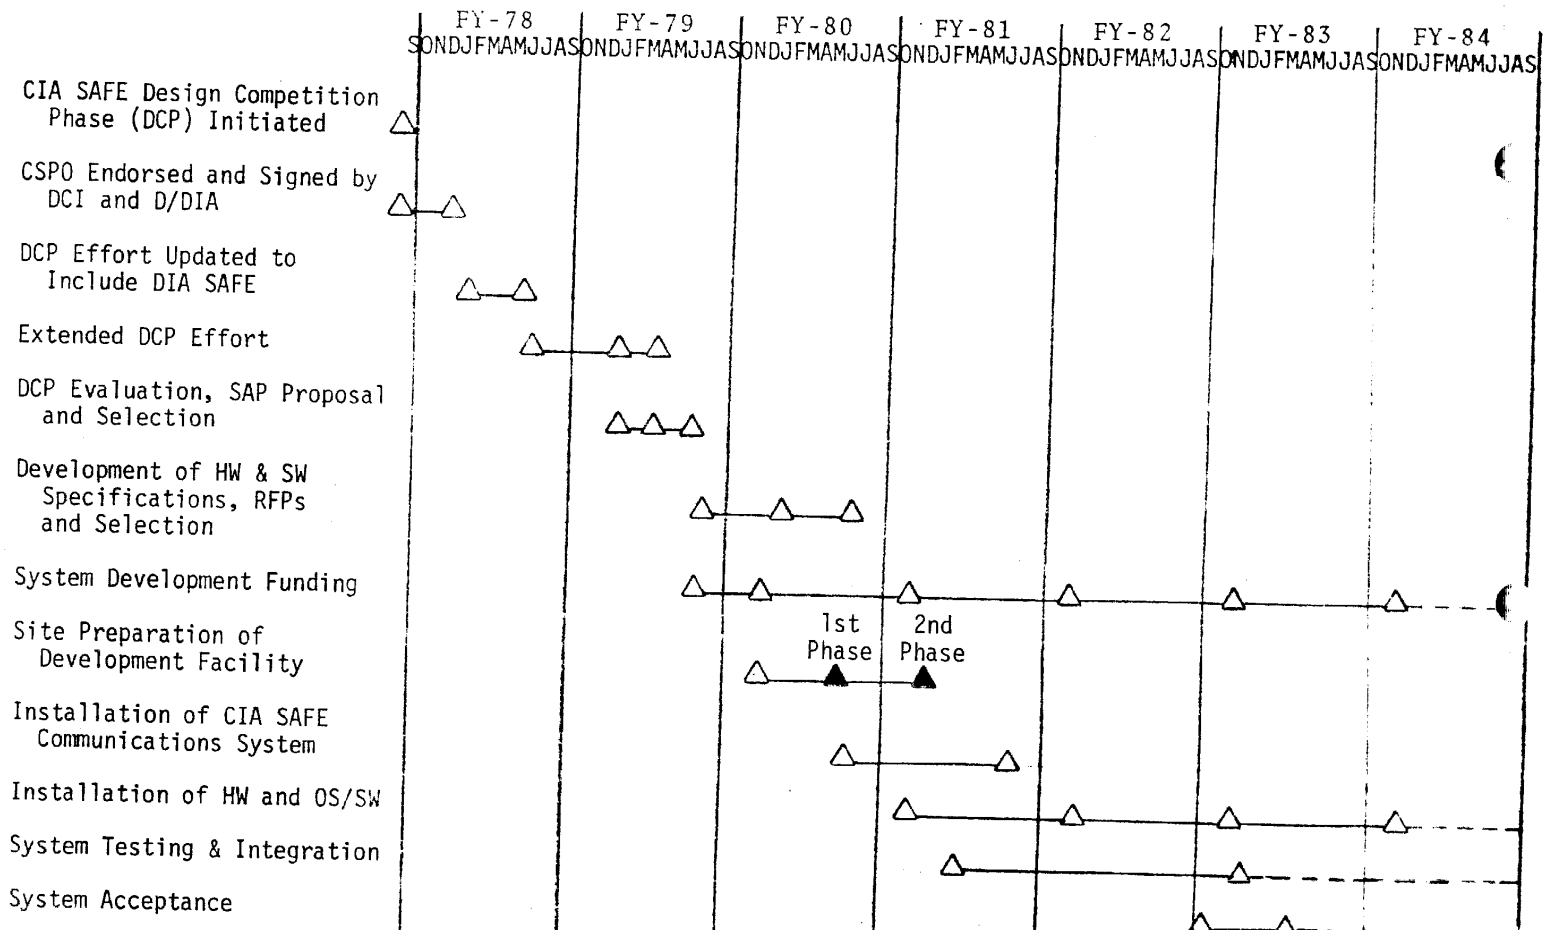 FY-78 FY-79 FY-80 FY-81 FY-82 FY-83 FY-84
SONDJFMAMJJASONDJFMAMJJASONDJFMAMJJASONDJFMAMJJASONDJFMAMJJASONDJFMAMJJASONDJFMAMJJAS
CIA SAFE Design Competition
Phase (DCP) Initiated
CSPO Endorsed and Signed by
DCI and D/DIA
DCP Effort Updated to
Include DIA SAFE
Extended DCP Effort
DCP Evaluation, SAP Proposal
and Selection
Development of HW & SW
Specifications, RFPs
and Selection
System Development Funding
Site Preparation of
Development Facility
1st
Phase
2nd
Phase
Installation of CIA SAFE
Communications System
Installation of HW and OS/SW
System Testing & Integration
System Acceptance